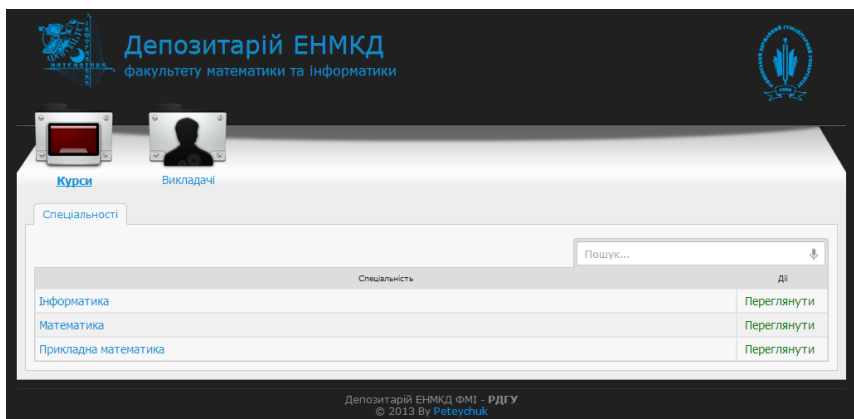 Депозитарій ЕНМКД
факультету математики та інформатики
МАТЕМАТИКА
Курси
Викладачі
Спеціальності
Пошук...
Спеціальність Дії
Інформатика Переглянути
Математика Переглянути
Прикладна математика Переглянути
Депозитарій ЕНМКД ФМІ - РДГУ
© 2013 By Peteychuk